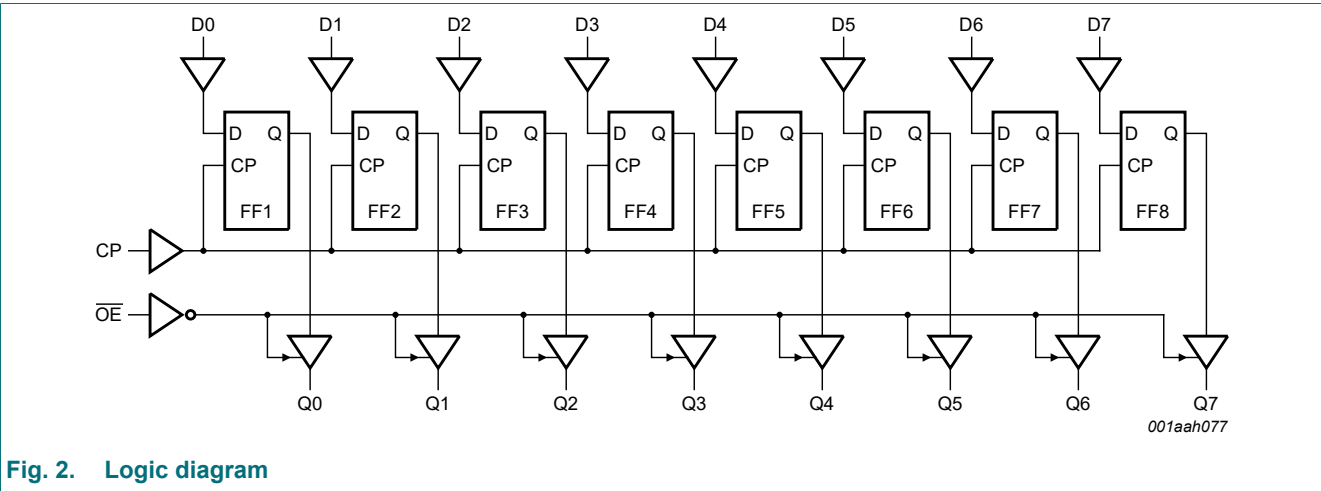 D0 D1 D2 D3 D4 D5 D6 D7
D Q D Q D Q D Q D Q D Q D Q D Q
CP CP CP CP CP CP CP CP
FF1 FF2 FF3 FF4 FF5 FF6 FF7 FF8
CP
OE
Q0 Q1 Q2 Q3 Q4 Q5 Q6 Q7
001aah077
Fig. 2. Logic diagram